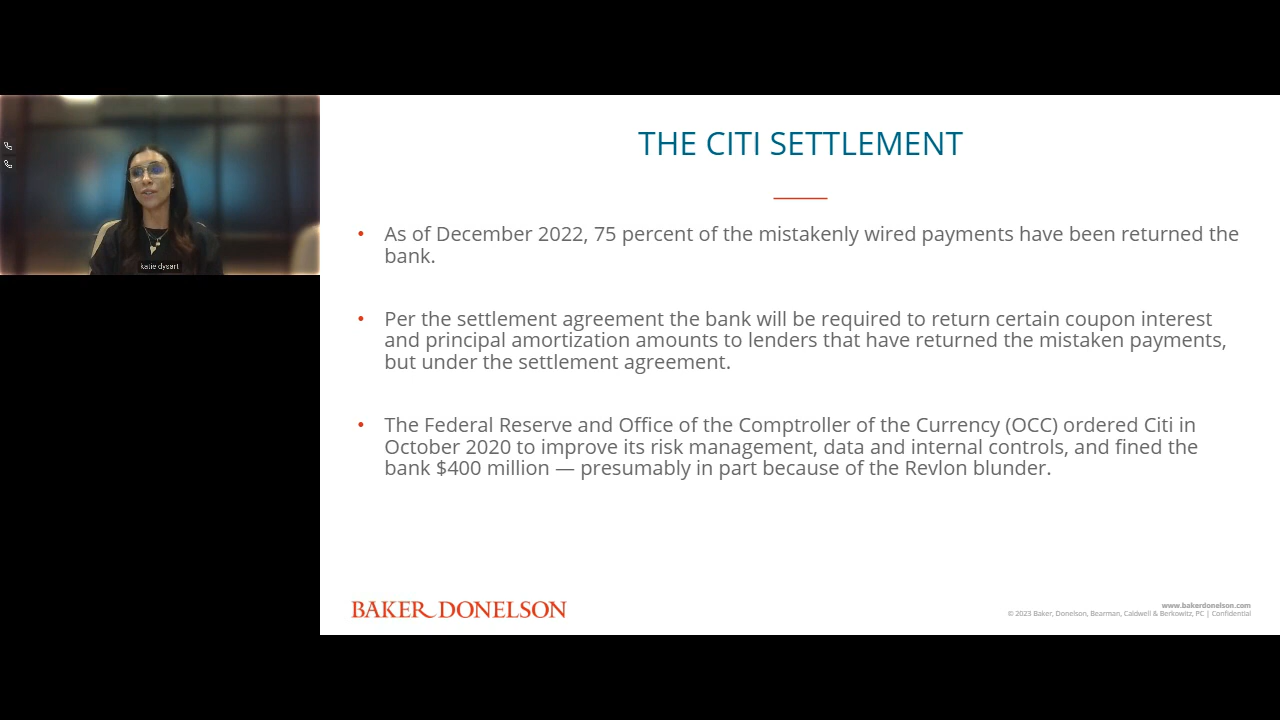 katie dysart
THE CITI SETTLEMENT
• As of December 2022, 75 percent of the mistakenly wired payments have been returned the
bank.
• Per the settlement agreement the bank will be required to return certain coupon interest
and principal amortization amounts to lenders that have returned the mistaken payments,
but under the settlement agreement.
• The Federal Reserve and Office of the Comptroller of the Currency (OCC) ordered Citi in
October 2020 to improve its risk management, data and internal controls, and fined the
bank $400 million — presumably in part because of the Revlon blunder.
BAKER DONELSON
www.bakerdonelson.com
© 2023 Baker, Donelson, Bearman, Caldwell & Berkowitz, PC | Confidential